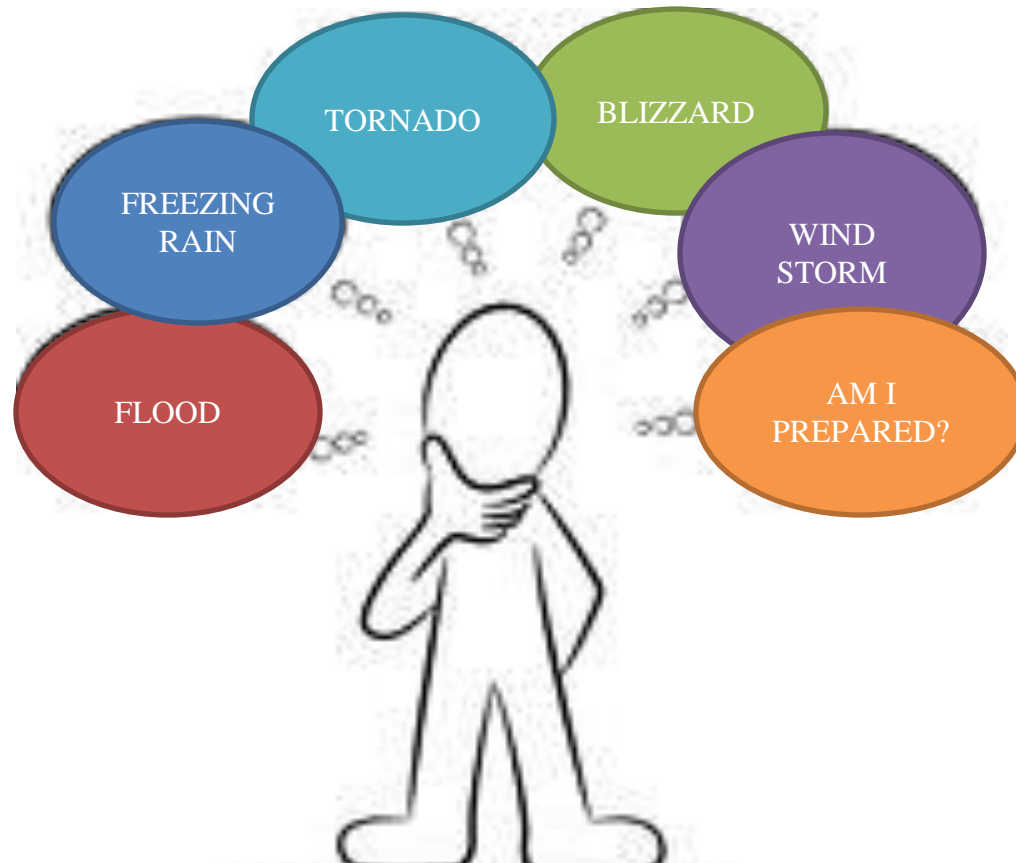 FLOOD
FREEZING
RAIN
TORNADO
BLIZZARD
WIND
STORM
AM I
PREPARED?